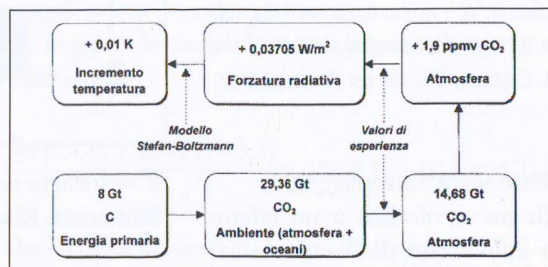 + 0,01 K
Incremento
temperatura
+ 0,03705 W/m²
Forzatura radiativa
+ 1,9 ppmv CO₂
Atmosfera
Modello
Stefan-Boltzmann
Valori di
esperienza
8 Gt
C
Energia primaria
29,36 Gt
CO₂
Ambiente (atmosfera +
oceani)
14,68 Gt
CO₂
Atmosfera